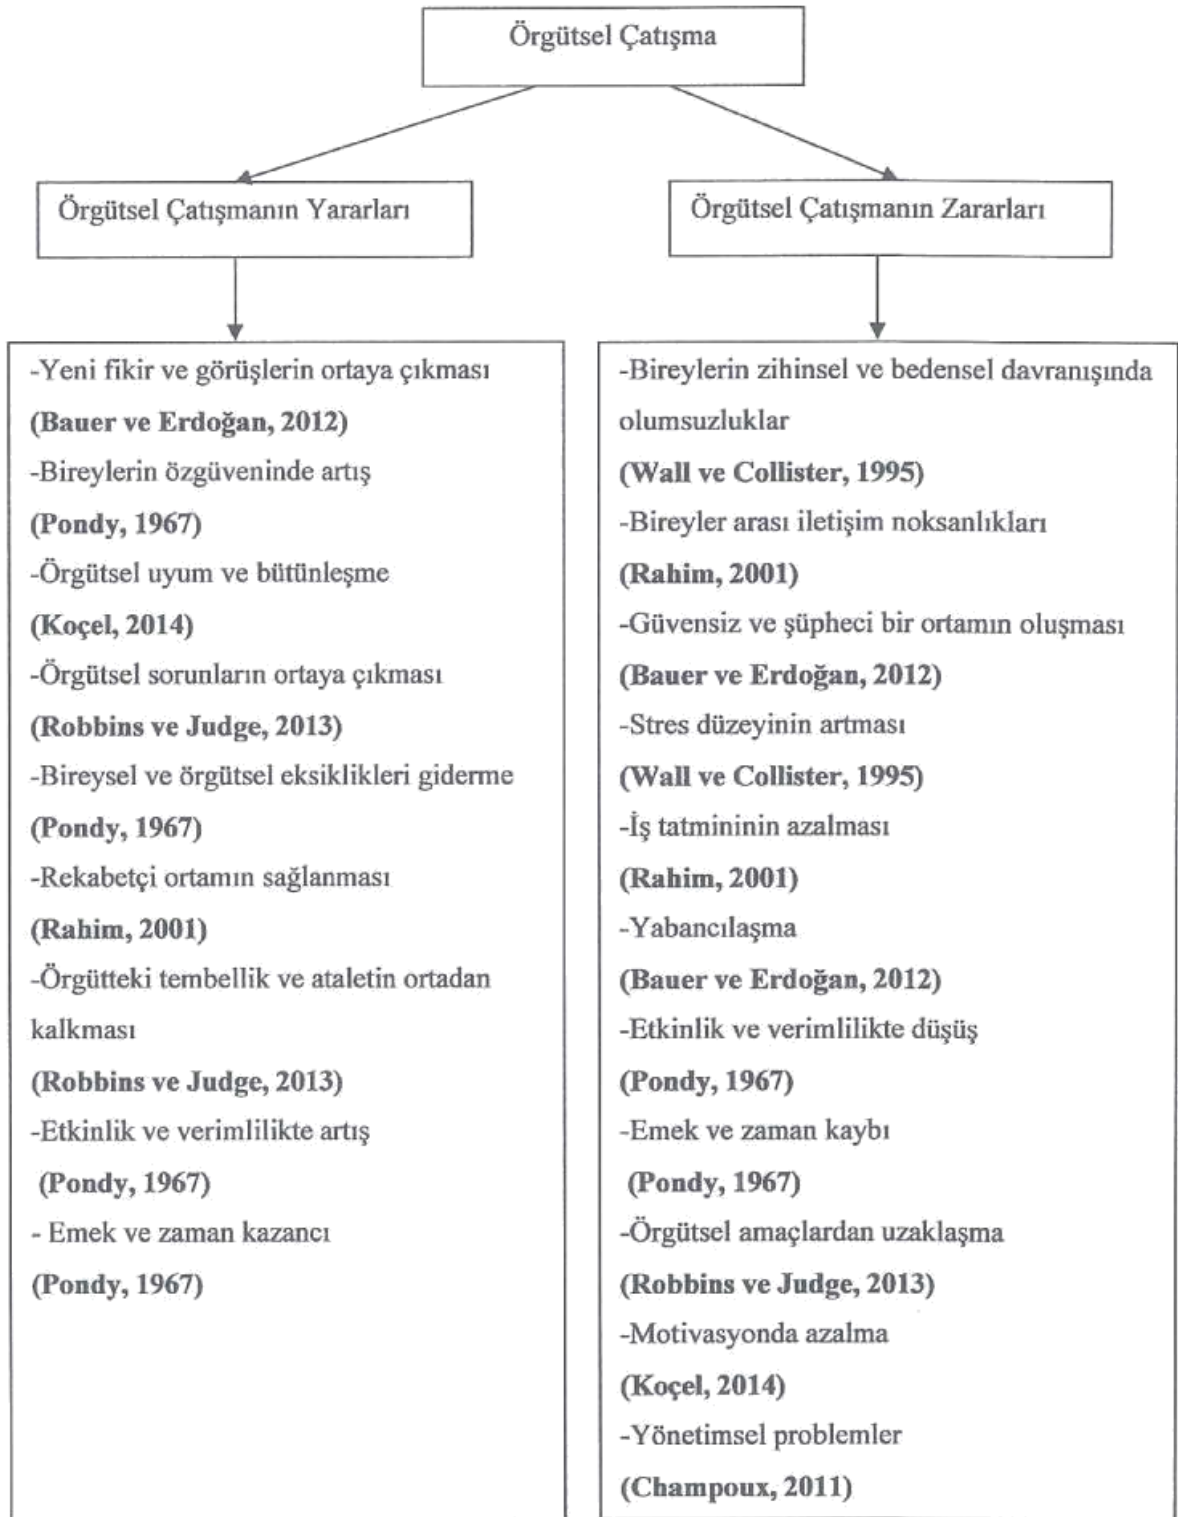 Örgütsel Çatışma
Örgütsel Çatışmanın Yararları
Örgütsel Çatışmanın Zararları
-Yeni fikir ve görüşlerin ortaya çıkması
(Bauer ve Erdoğan, 2012)
-Bireylerin özgüveninde artış
(Pondy, 1967)
-Örgütsel uyum ve bütünleşme
(Koçel, 2014)
-Örgütsel sorunların ortaya çıkması
(Robbins ve Judge, 2013)
-Bireysel ve örgütsel eksiklikleri giderme
(Pondy, 1967)
-Rekabetçi ortamın sağlanması
(Rahim, 2001)
-Örgütteki tembellik ve ataletin ortadan
kalkması
(Robbins ve Judge, 2013)
-Etkinlik ve verimlilikte artış
(Pondy, 1967)
- Emek ve zaman kazancı
(Pondy, 1967)
-Bireylerin zihinsel ve bedensel davranışında
olumsuzluklar
(Wall ve Collister, 1995)
-Bireyler arası iletişim noksanlıkları
(Rahim, 2001)
-Güvensiz ve şüpheci bir ortamın oluşması
(Bauer ve Erdoğan, 2012)
-Stres düzeyinin artması
(Wall ve Collister, 1995)
-İş tatmininin azalması
(Rahim, 2001)
-Yabancılaşma
(Bauer ve Erdoğan, 2012)
-Etkinlik ve verimlilikte düşüş
(Pondy, 1967)
-Emek ve zaman kaybı
(Pondy, 1967)
-Örgütsel amaçlardan uzaklaşma
(Robbins ve Judge, 2013)
-Motivasyonda azalma
(Koçel, 2014)
-Yönetimsel problemler
(Champoux, 2011)